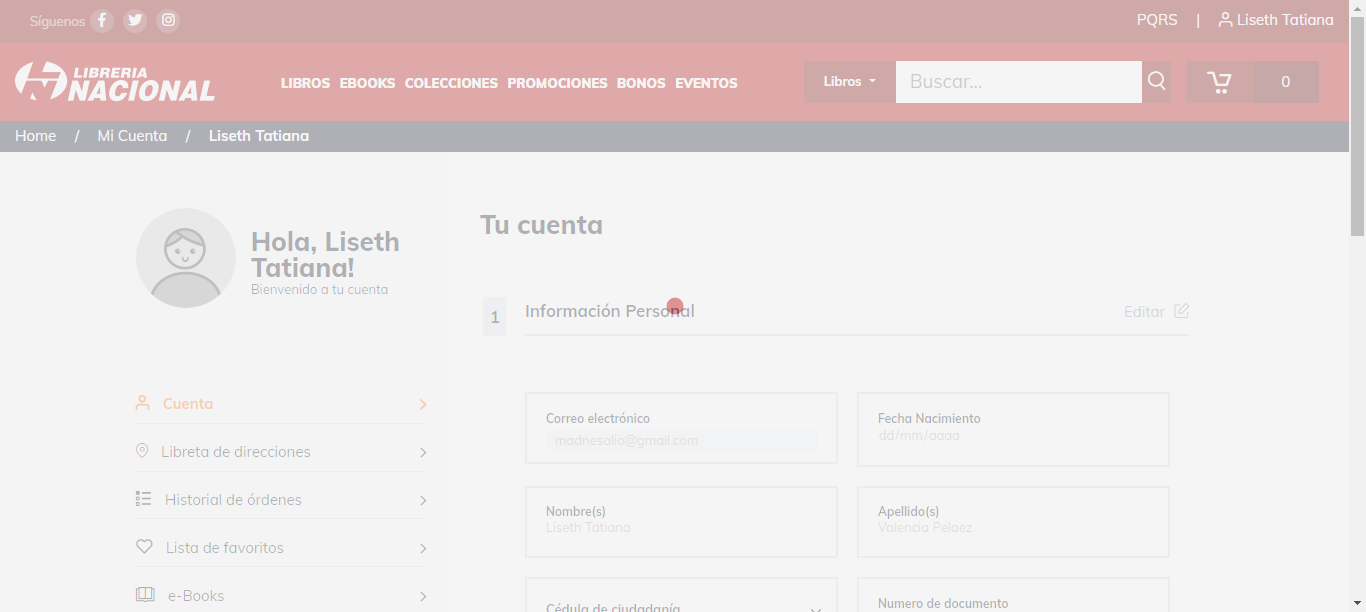 Síguenos
PQRS | Liseth Tatiana
LIBRERIA
NACIONAL
LIBROS EBOOKS COLECCIONES PROMOCIONES BONOS EVENTOS
Libros
Buscar...
0
Home / Mi Cuenta / Liseth Tatiana
Hola, Liseth
Tatiana!
Bienvenido a tu cuenta
Cuenta
Libreta de direcciones
Historial de órdenes
Lista de favoritos
e-Books
Tu cuenta
1 Información Personal
Editar
Correo electrónico
madnesalio@gmail.com
Fecha Nacimiento
dd/mm/aaaa
Nombre(s)
Liseth Tatiana
Apellido(s)
Valencia Pelaez
Cédula de ciudadanía
Numero de documento